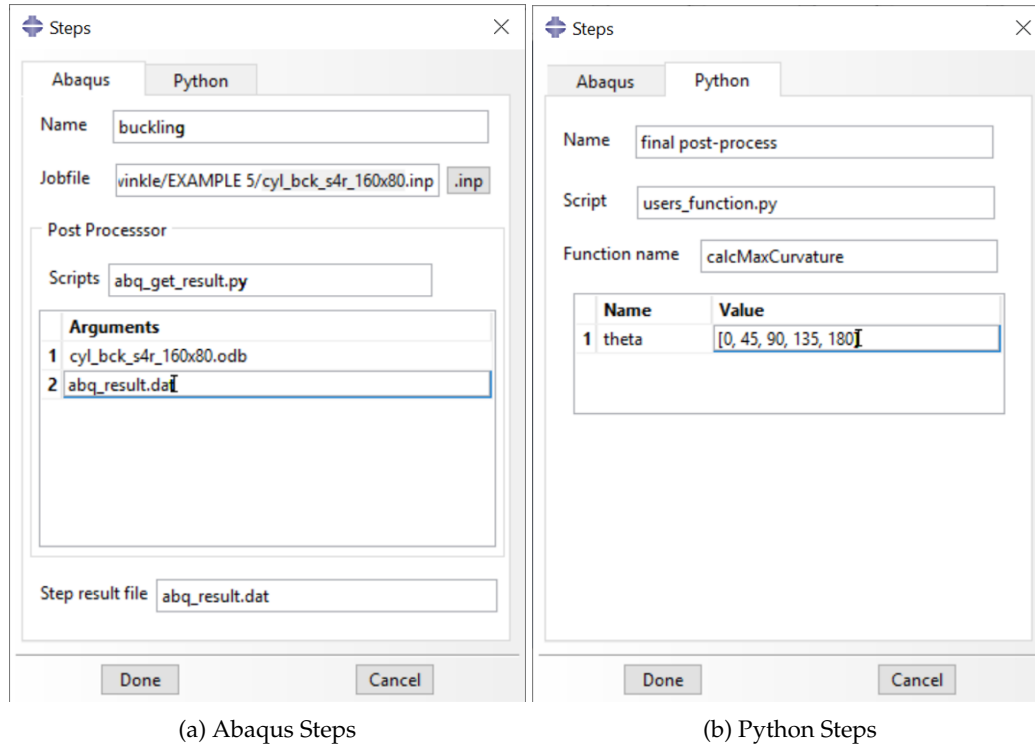 Steps
Abaqus Python
Name buckling
Jobfile vinkle/EXAMPLE 5/cyl_bck_s4r_160x80.inp .inp
Post Processsor
Scripts abq_get_result.py
Arguments
1 cyl_bck_s4r_160x80.odb
2 abq_result.dat
Step result file abq_result.dat
Done Cancel
(a) Abaqus Steps
Steps
Abaqus Python
Name final post-process
Script users_function.py
Function name calcMaxCurvature
Name Value
1 theta [0, 45, 90, 135, 180]
Done Cancel
(b) Python Steps